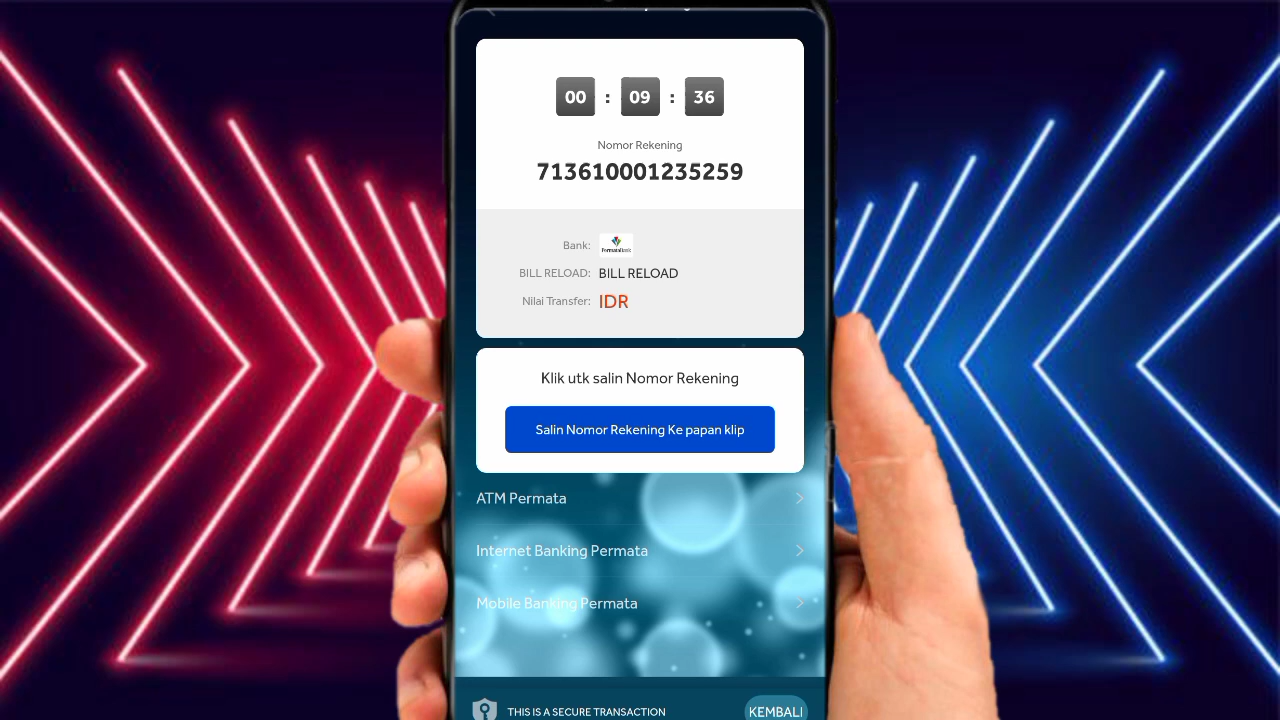 00 : 09 : 36
Nomor Rekening
713610001235259
Bank: PermataBank
BILL RELOAD: BILL RELOAD
Nilai Transfer: IDR
Klik utk salin Nomor Rekening
Salin Nomor Rekening Ke papan klip
ATM Permata
Internet Banking Permata
Mobile Banking Permata
THIS IS A SECURE TRANSACTION
KEMBALI